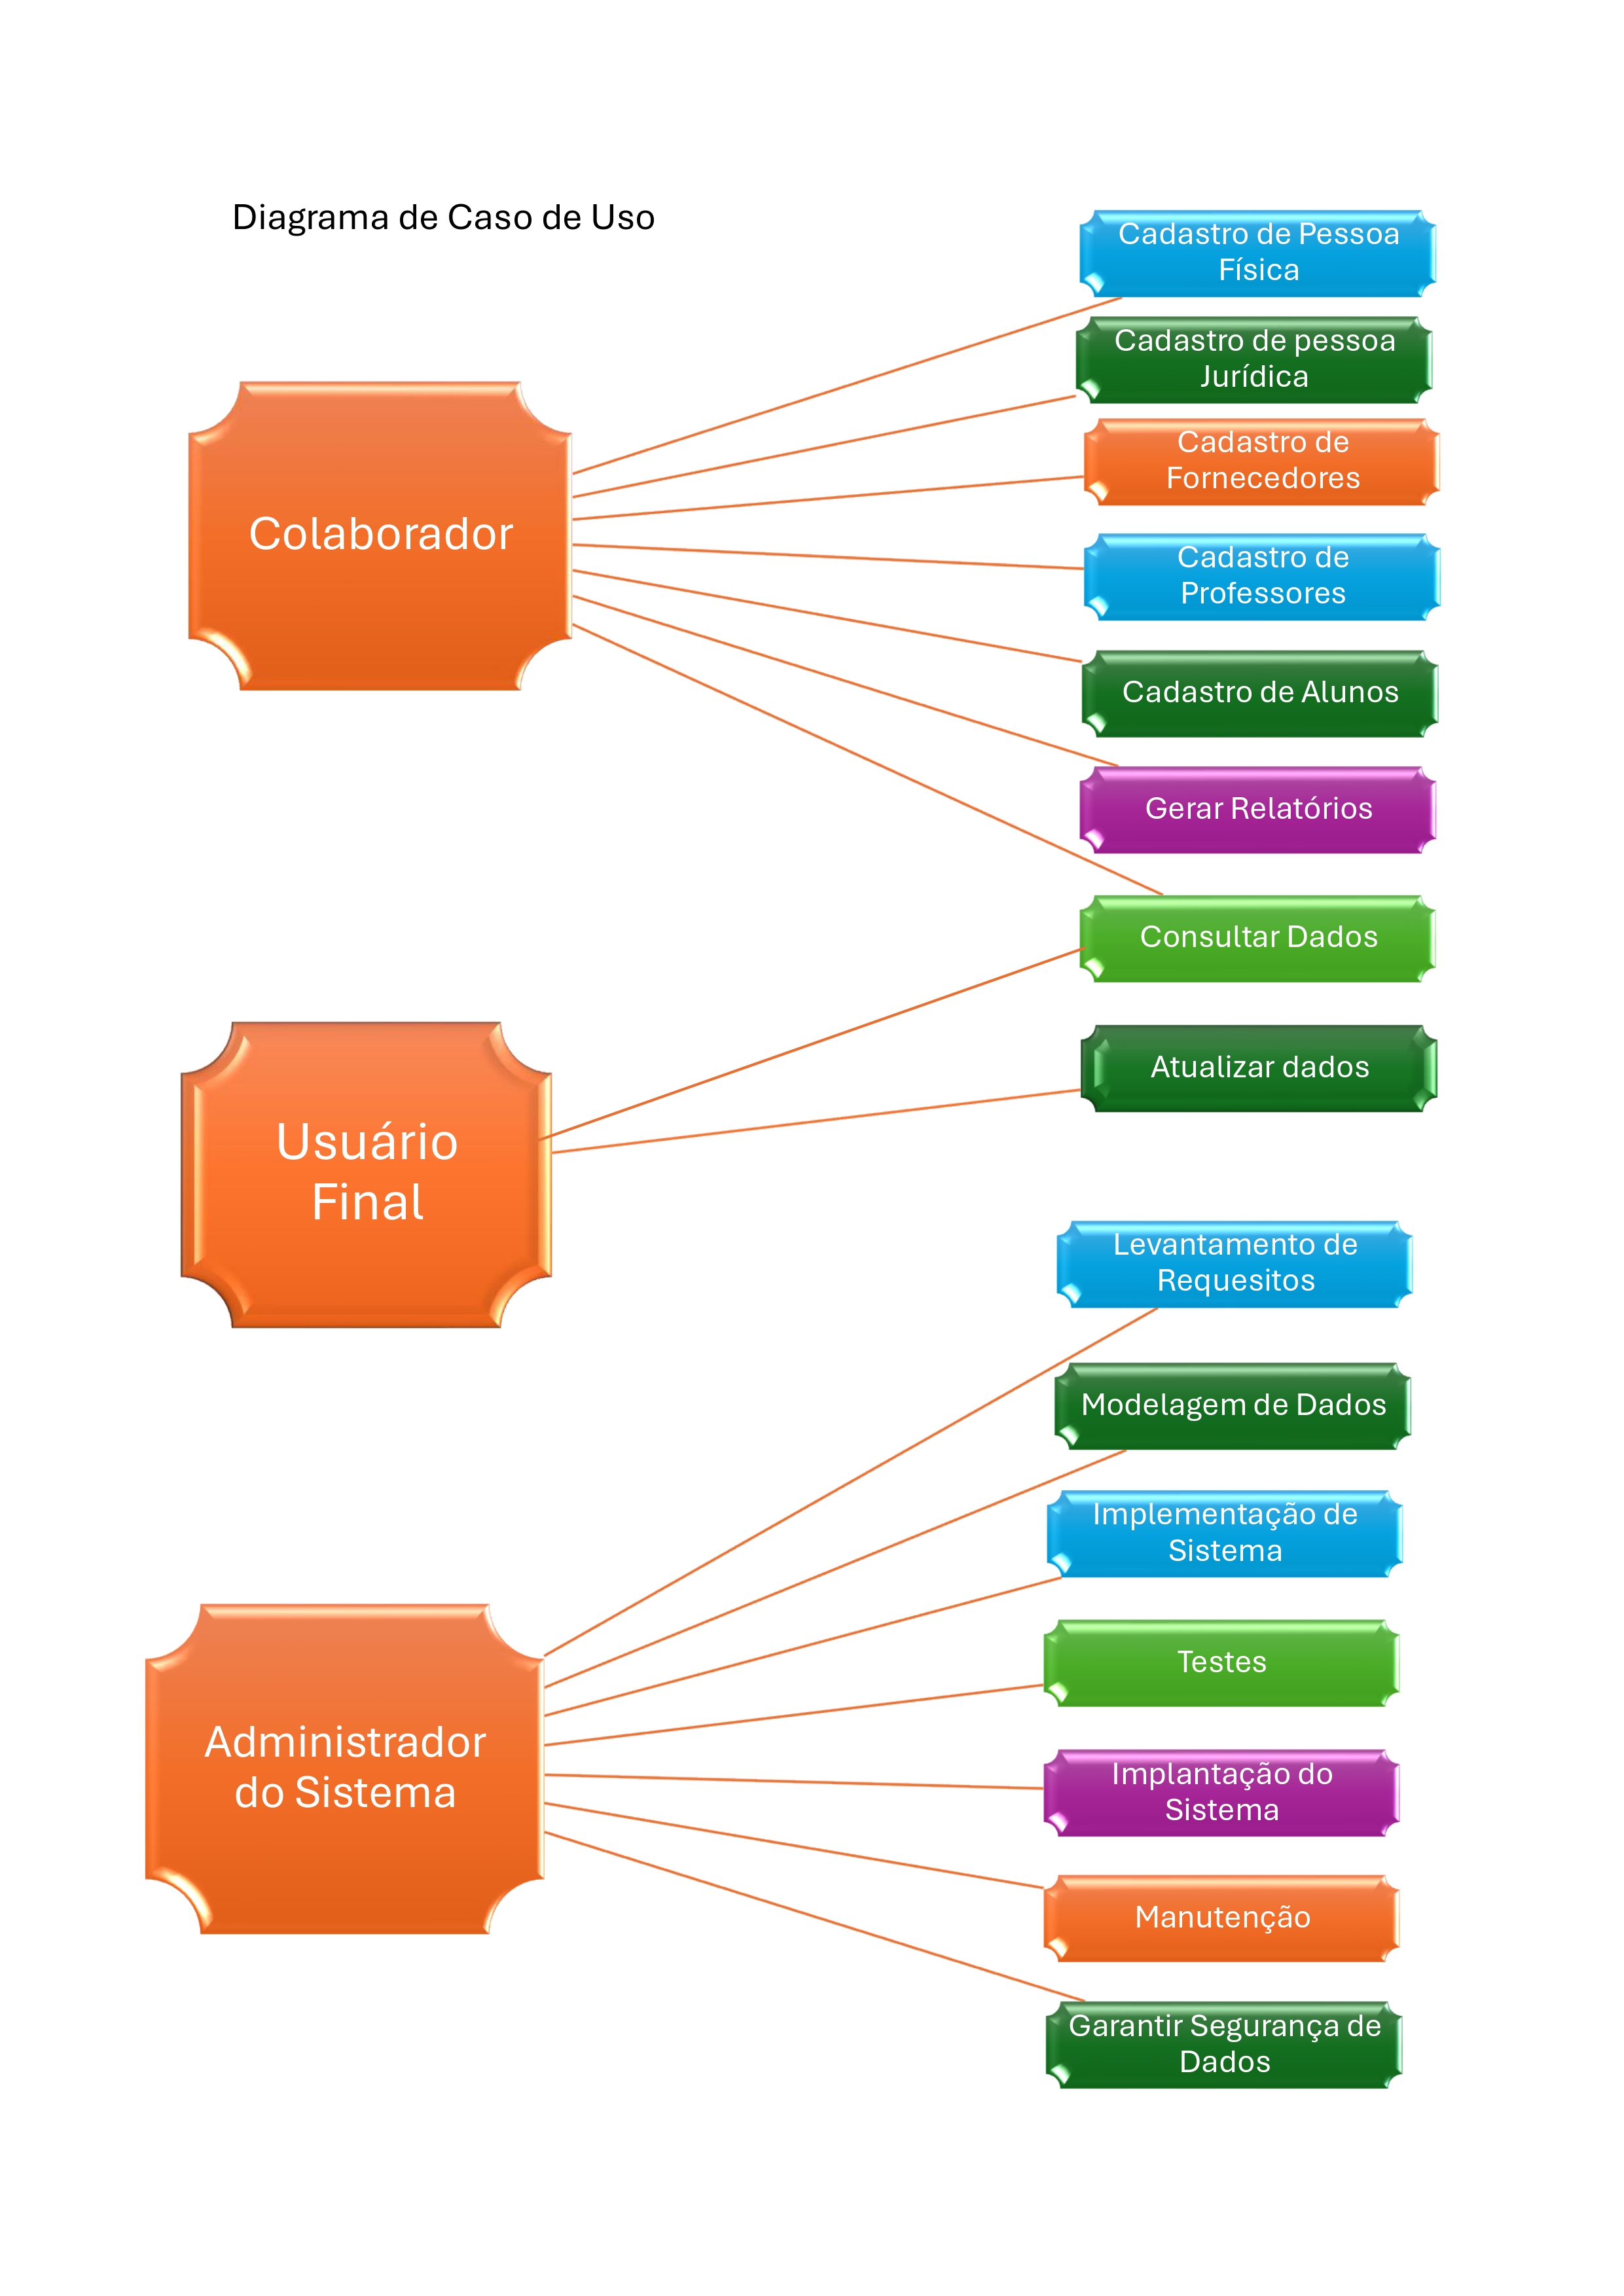 Diagrama de Caso de Uso
Cadastro de Pessoa
Física
Cadastro de pessoa
Jurídica
Cadastro de
Fornecedores
Colaborador
Cadastro de
Professores
Cadastro de Alunos
Gerar Relatórios
Consultar Dados
Atualizar dados
Usuário
Final
Levantamento de
Requesitos
Modelagem de Dados
Implementação de
Sistema
Testes
Administrador
do Sistema
Implantação do
Sistema
Manutenção
Garantir Segurança de
Dados